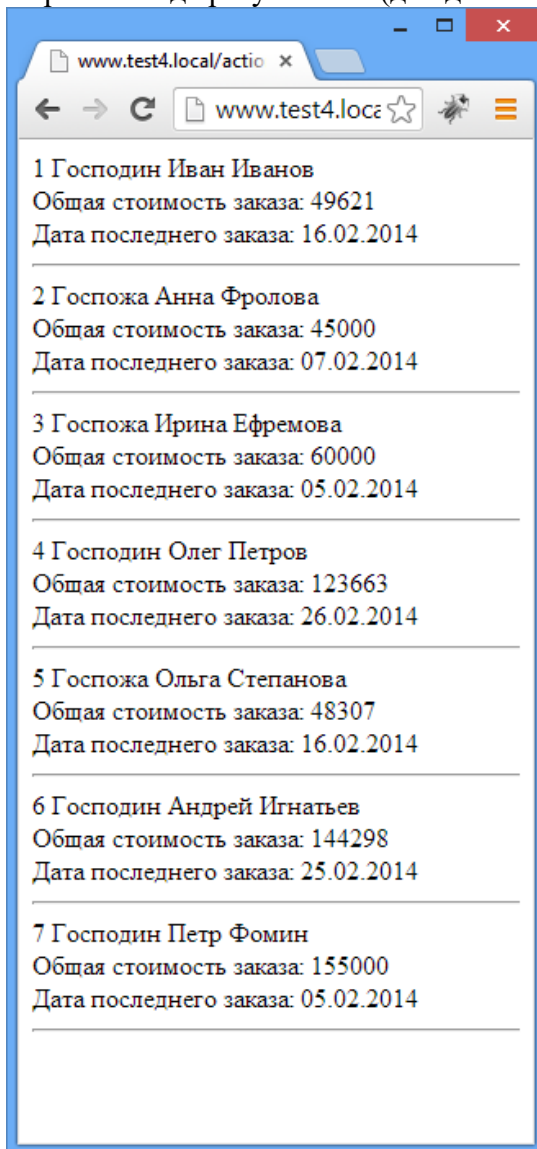 www.test4.local/actio
www.test4.loca
1 Господин Иван Иванов
Общая стоимость заказа: 49621
Дата последнего заказа: 16.02.2014
2 Госпожа Анна Фролова
Общая стоимость заказа: 45000
Дата последнего заказа: 07.02.2014
3 Госпожа Ирина Ефремова
Общая стоимость заказа: 60000
Дата последнего заказа: 05.02.2014
4 Господин Олег Петров
Общая стоимость заказа: 123663
Дата последнего заказа: 26.02.2014
5 Госпожа Ольга Степанова
Общая стоимость заказа: 48307
Дата последнего заказа: 16.02.2014
6 Господин Андрей Игнатьев
Общая стоимость заказа: 144298
Дата последнего заказа: 25.02.2014
7 Господин Петр Фомин
Общая стоимость заказа: 155000
Дата последнего заказа: 05.02.2014